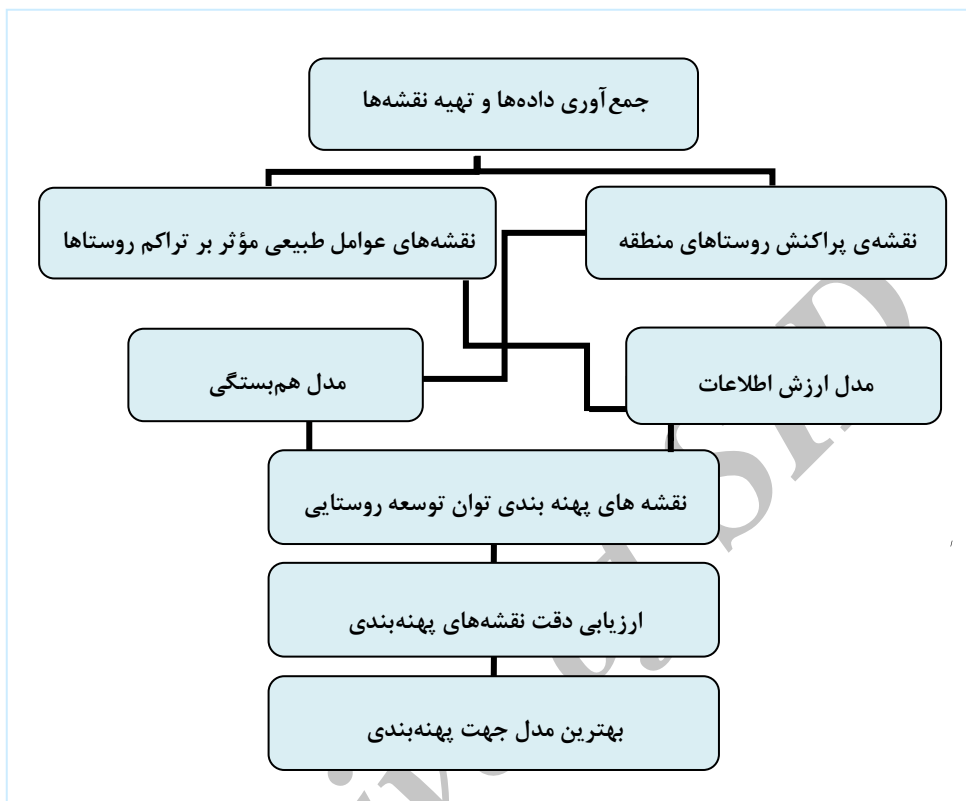 جمع‌آوری داده‌ها و تهیه نقشه‌ها
نقشه‌ی پراکنش روستاهای منطقه
نقشه‌های عوامل طبیعی مؤثر بر تراکم روستاها
مدل ارزش اطلاعات
مدل هم‌بستگی
نقشه های پهنه بندی توان توسعه روستایی
ارزیابی دقت نقشه‌های پهنه‌بندی
بهترین مدل جهت پهنه‌بندی